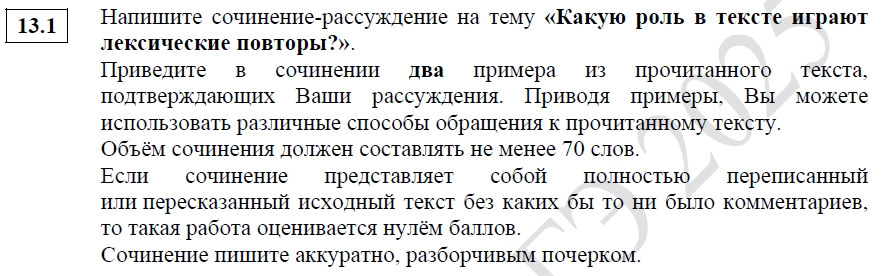 13.1
Напишите сочинение-рассуждение на тему «Какую роль в тексте играют
лексические повторы?».
Приведите в сочинении два примера из прочитанного текста,
подтверждающих Ваши рассуждения. Приводя примеры, Вы можете
использовать различные способы обращения к прочитанному тексту.
Объём сочинения должен составлять не менее 70 слов.
Если сочинение представляет собой полностью переписанный
или пересказанный исходный текст без каких бы то ни было комментариев,
то такая работа оценивается нулём баллов.
Сочинение пишите аккуратно, разборчивым почерком.
ГЭ 2025